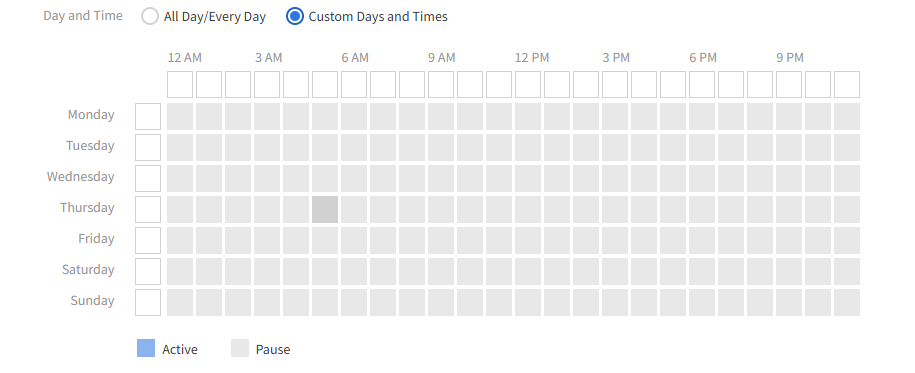 Day and Time All Day/Every Day Custom Days and Times
12 AM 3 AM 6 AM 9 AM 12 PM 3 PM 6 PM 9 PM
Monday
Tuesday
Wednesday
Thursday
Friday
Saturday
Sunday
Active Pause